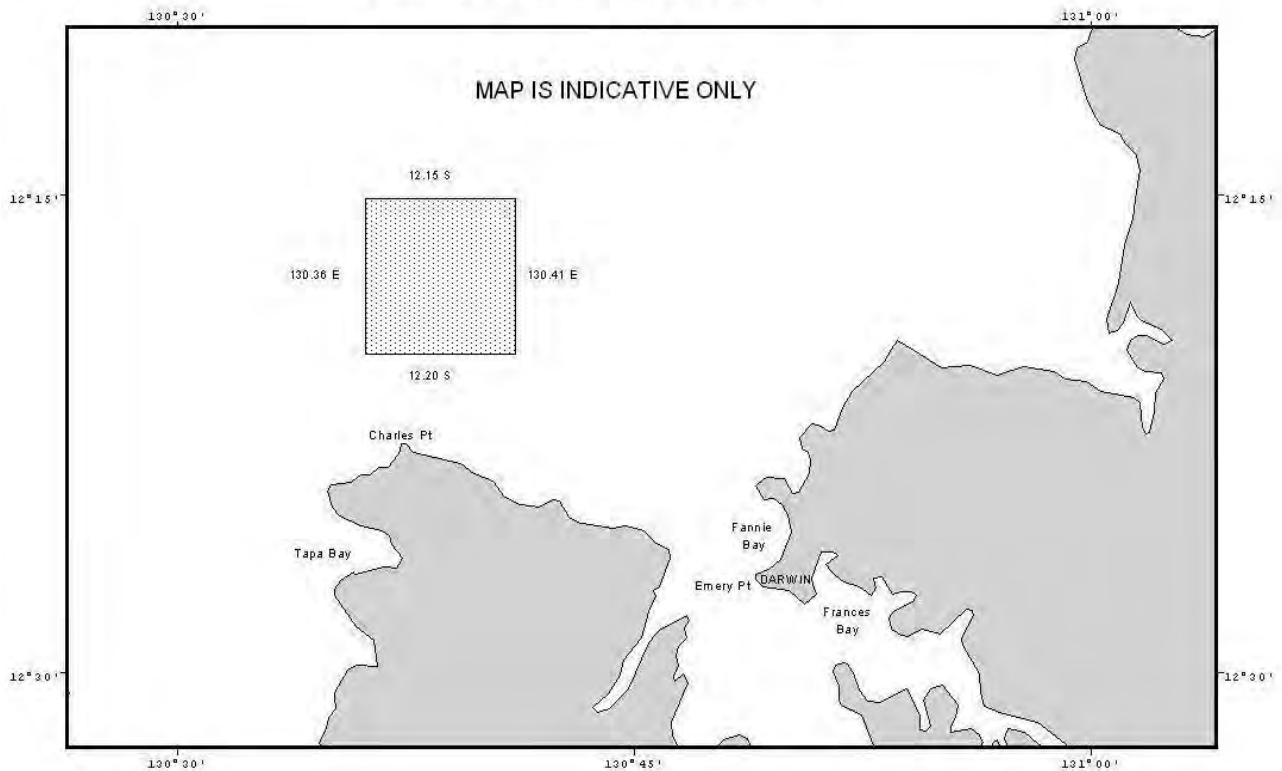 130°30'
131°00'
MAP IS INDICATIVE ONLY
12.15 S
12°15'
12°15'
130.36 E
130.41 E
12.20 S
Charles Pt
Fannie
Bay
Tapa Bay
Emery Pt
DARWIN
Frances
Bay
12°30'
12°30'
130°30'
130°45'
131°00'